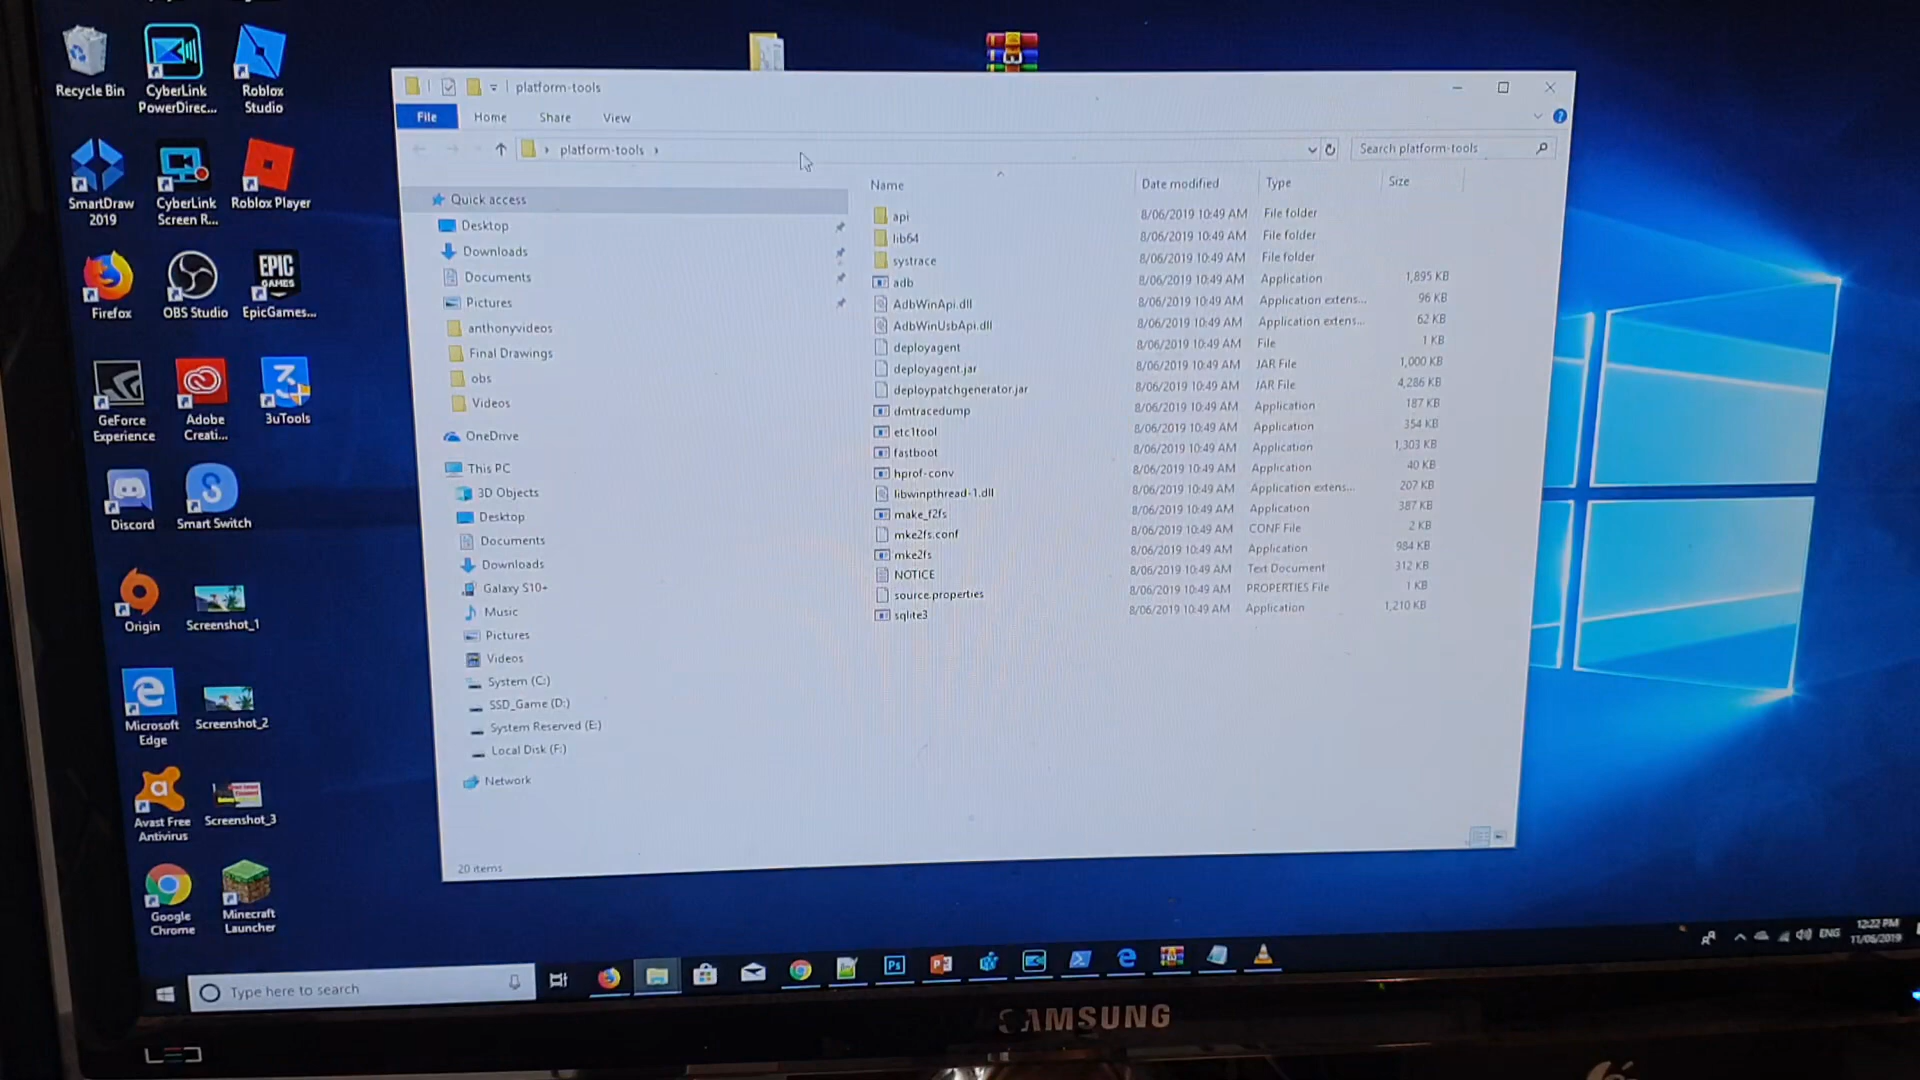 Recycle Bin
CyberLink
PowerDirec...
Roblox
Studio
SmartDraw
2019
CyberLink
Screen R...
Roblox Player
Firefox
OBS Studio
EPIC
GAMES
EpicGames...
GeForce
Experience
Adobe
Creati...
3uTools
Discord
Smart Switch
Origin
Screenshot_1
Microsoft
Edge
Screenshot_2
Avast Free
Antivirus
Screenshot_3
Google
Chrome
Minecraft
Launcher
platform-tools
File Home Share View
platform-tools
Search platform-tools
Quick access
Desktop
Downloads
Documents
Pictures
anthonyvideos
Final Drawings
obs
Videos
OneDrive
This PC
3D Objects
Desktop
Documents
Downloads
Galaxy S10+
Music
Pictures
Videos
System (C:)
SSD_Game (D:)
System Reserved (E:)
Local Disk (F:)
Network
Name Date modified Type Size
api 8/06/2019 10:49 AM File folder
lib64 8/06/2019 10:49 AM File folder
systrace 8/06/2019 10:49 AM File folder
adb 8/06/2019 10:49 AM Application 1,895 KB
AdbWinApi.dll 8/06/2019 10:49 AM Application extens... 96 KB
AdbWinUsbApi.dll 8/06/2019 10:49 AM Application extens... 62 KB
deployagent 8/06/2019 10:49 AM File 1 KB
deployagent.jar 8/06/2019 10:49 AM JAR File 1,000 KB
deploypatchgenerator.jar 8/06/2019 10:49 AM JAR File 4,286 KB
dmtracedump 8/06/2019 10:49 AM Application 187 KB
etc1tool 8/06/2019 10:49 AM Application 354 KB
fastboot 8/06/2019 10:49 AM Application 1,303 KB
hprof-conv 8/06/2019 10:49 AM Application 40 KB
libwinpthread-1.dll 8/06/2019 10:49 AM Application extens... 207 KB
make_f2fs 8/06/2019 10:49 AM Application 387 KB
mke2fs.conf 8/06/2019 10:49 AM CONF File 2 KB
mke2fs 8/06/2019 10:49 AM Application 984 KB
NOTICE 8/06/2019 10:49 AM Text Document 312 KB
source.properties 8/06/2019 10:49 AM PROPERTIES File 1 KB
sqlite3 8/06/2019 10:49 AM Application 1,210 KB
20 items
Type here to search
Ps
ENG
12:22 PM
11/06/2019
SAMSUNG
LED